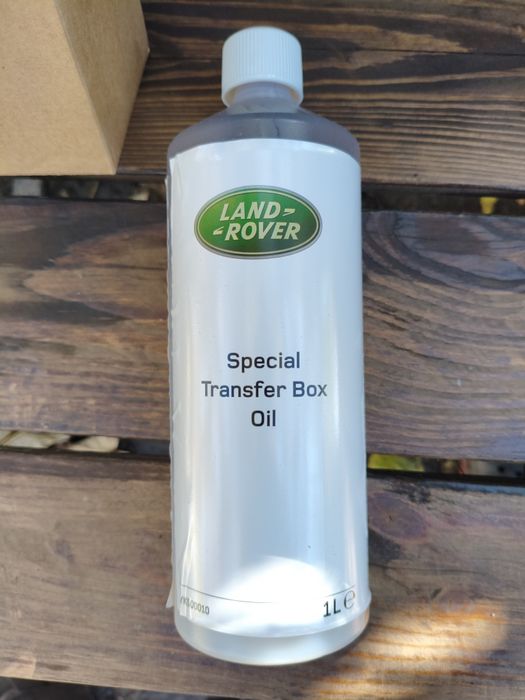 LAND-
-ROVER
Special
Transfer Box
Oil
1L ℮